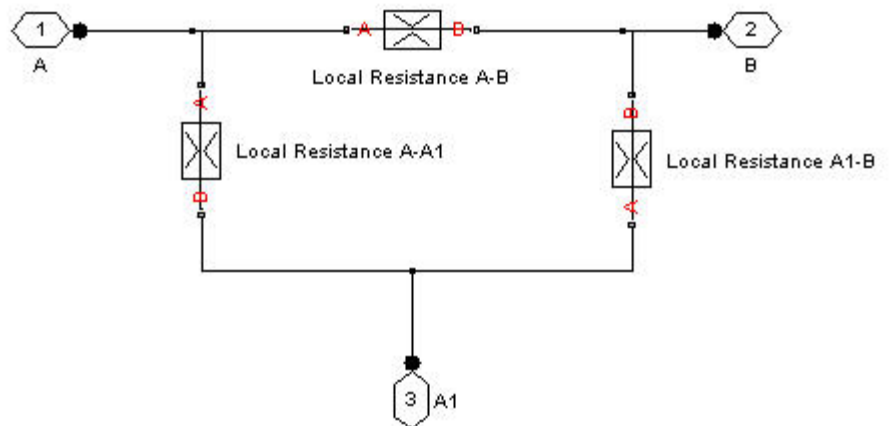 1
A
A
B
2
B
Local Resistance A-B
A
B
Local Resistance A-A1
B
A
Local Resistance A1-B
3
A1